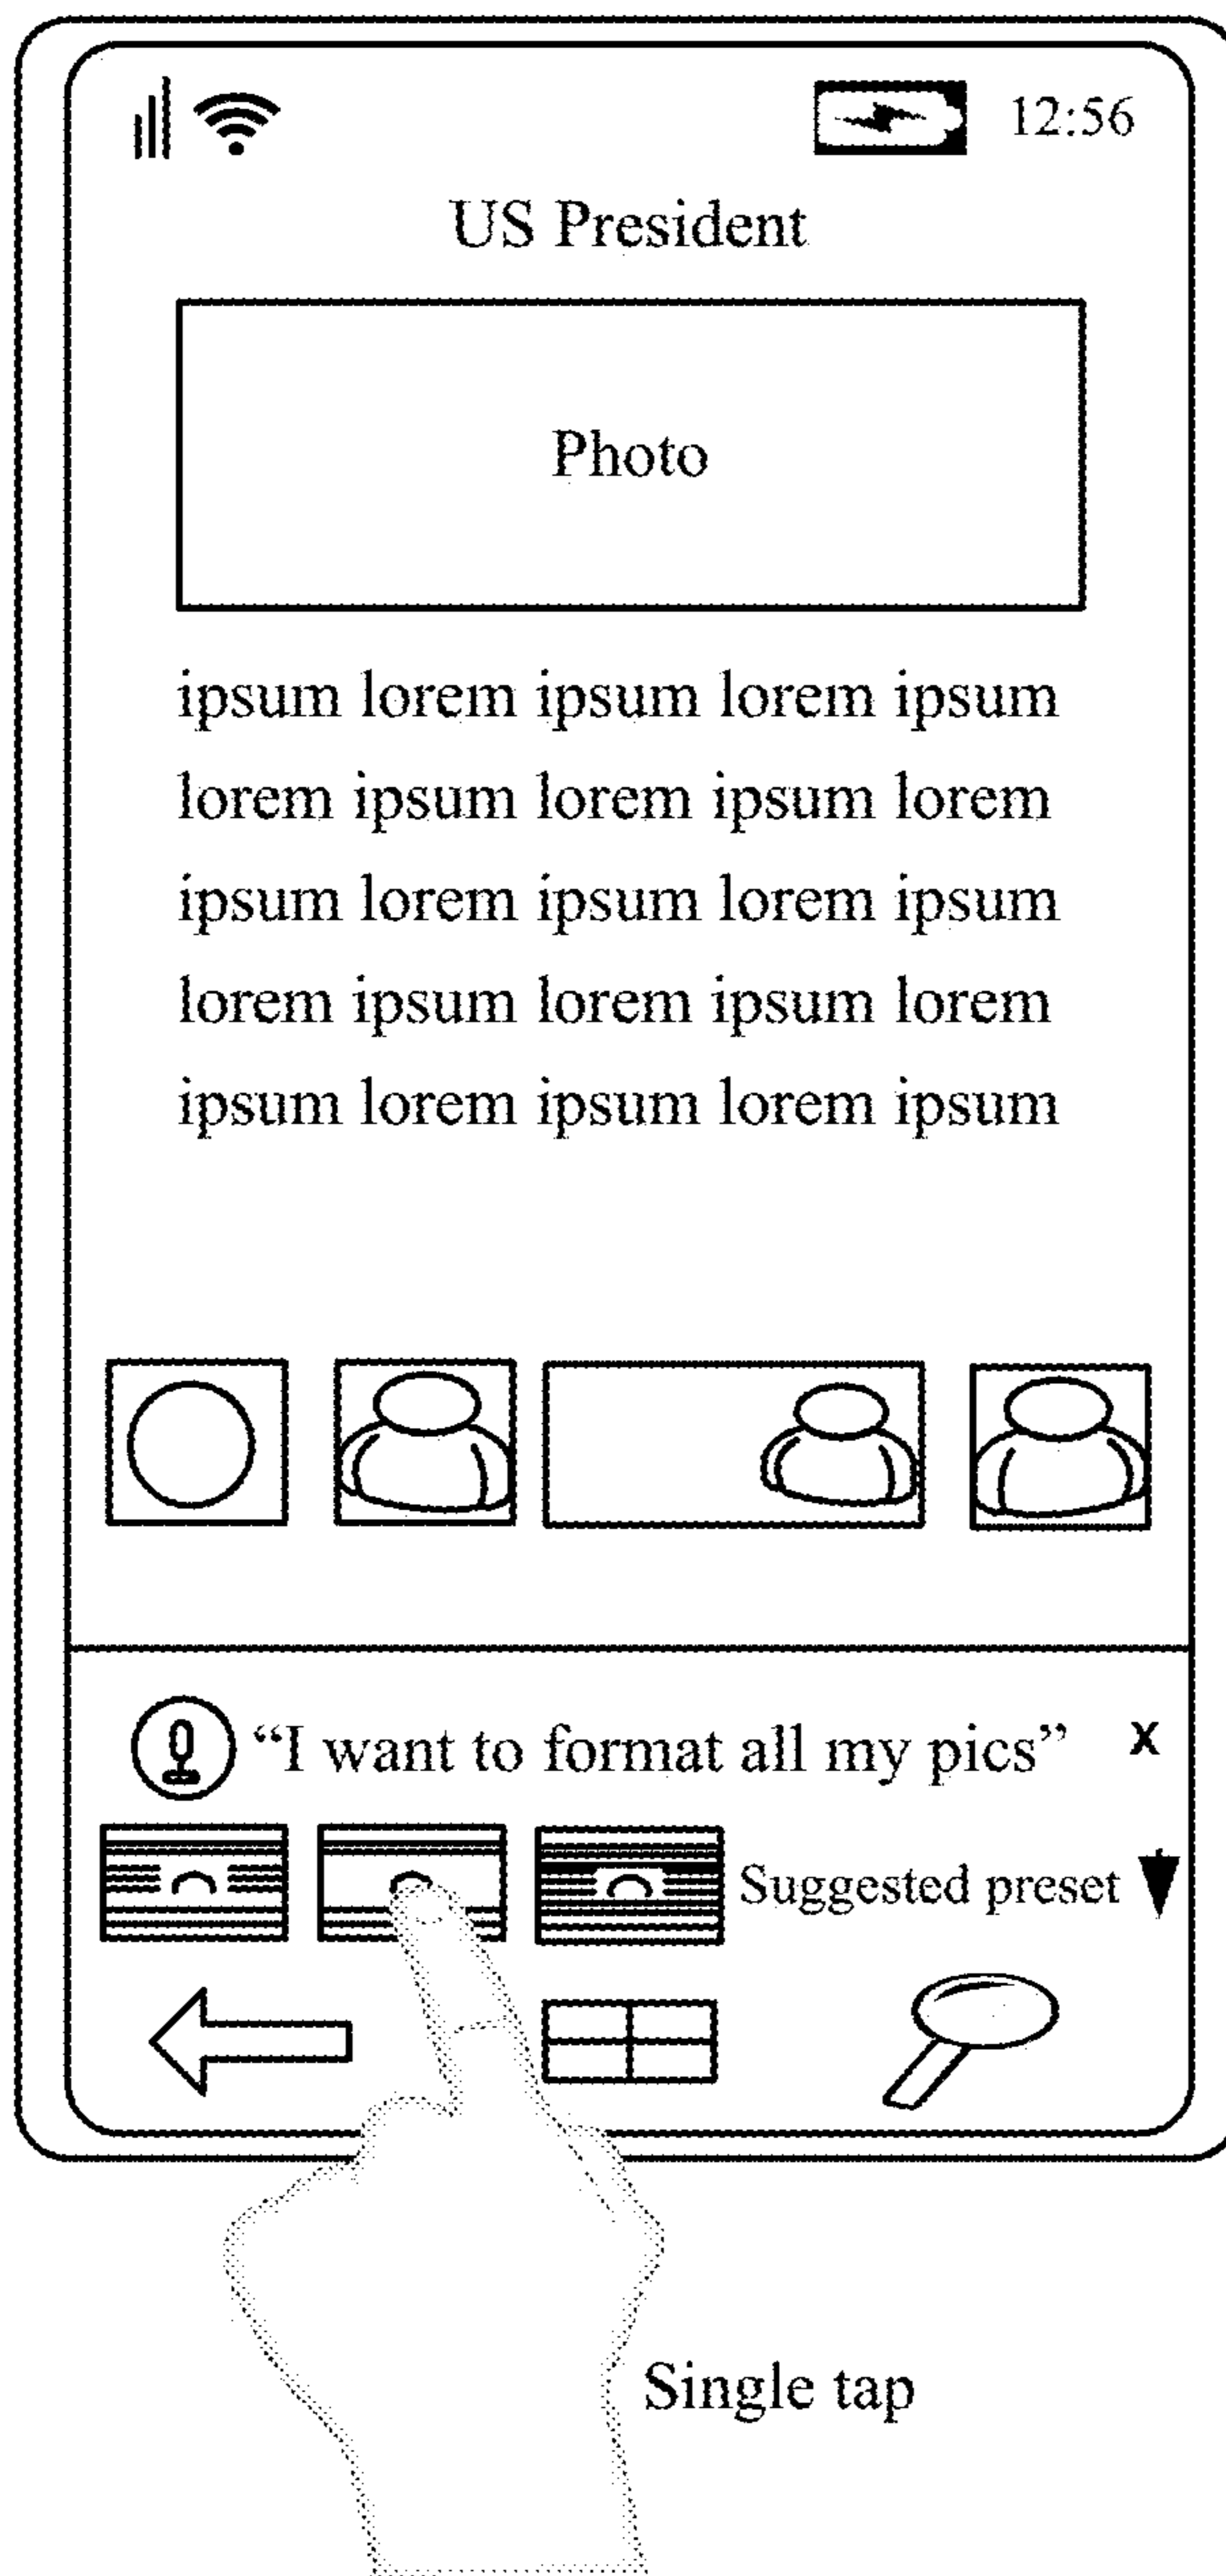 12:56
US President
Photo
ipsum lorem ipsum lorem ipsum
lorem ipsum lorem ipsum lorem
ipsum lorem ipsum lorem ipsum
lorem ipsum lorem ipsum lorem
ipsum lorem ipsum lorem ipsum
“I want to format all my pics” X
Suggested preset
Single tap